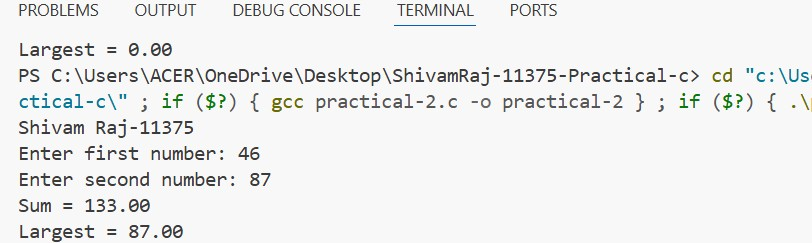 PROBLEMS OUTPUT DEBUG CONSOLE TERMINAL PORTS
Largest = 0.00
PS C:\Users\ACER\OneDrive\Desktop\ShivamRaj-11375-Practical-c> cd "c:\Us
ctical-c\" ; if ($?) { gcc practical-2.c -o practical-2 } ; if ($?) { .\
Shivam Raj-11375
Enter first number: 46
Enter second number: 87
Sum = 133.00
Largest = 87.00